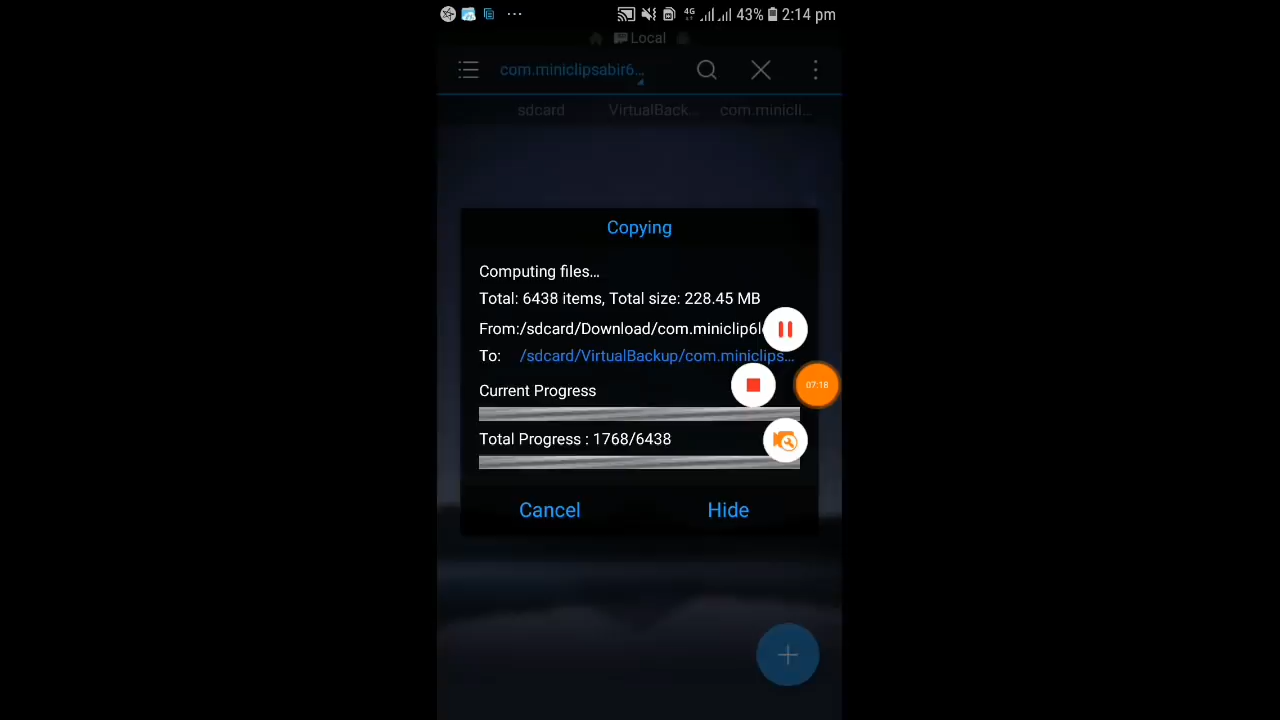 4G 43% 2:14 pm
Local
com.miniclipsabir6…
sdcard VirtualBack… com.minicli…
Copying
Computing files…
Total: 6438 items, Total size: 228.45 MB
From:/sdcard/Download/com.miniclip6l
To: /sdcard/VirtualBackup/com.miniclips…
07:18
Current Progress
Total Progress : 1768/6438
Cancel Hide